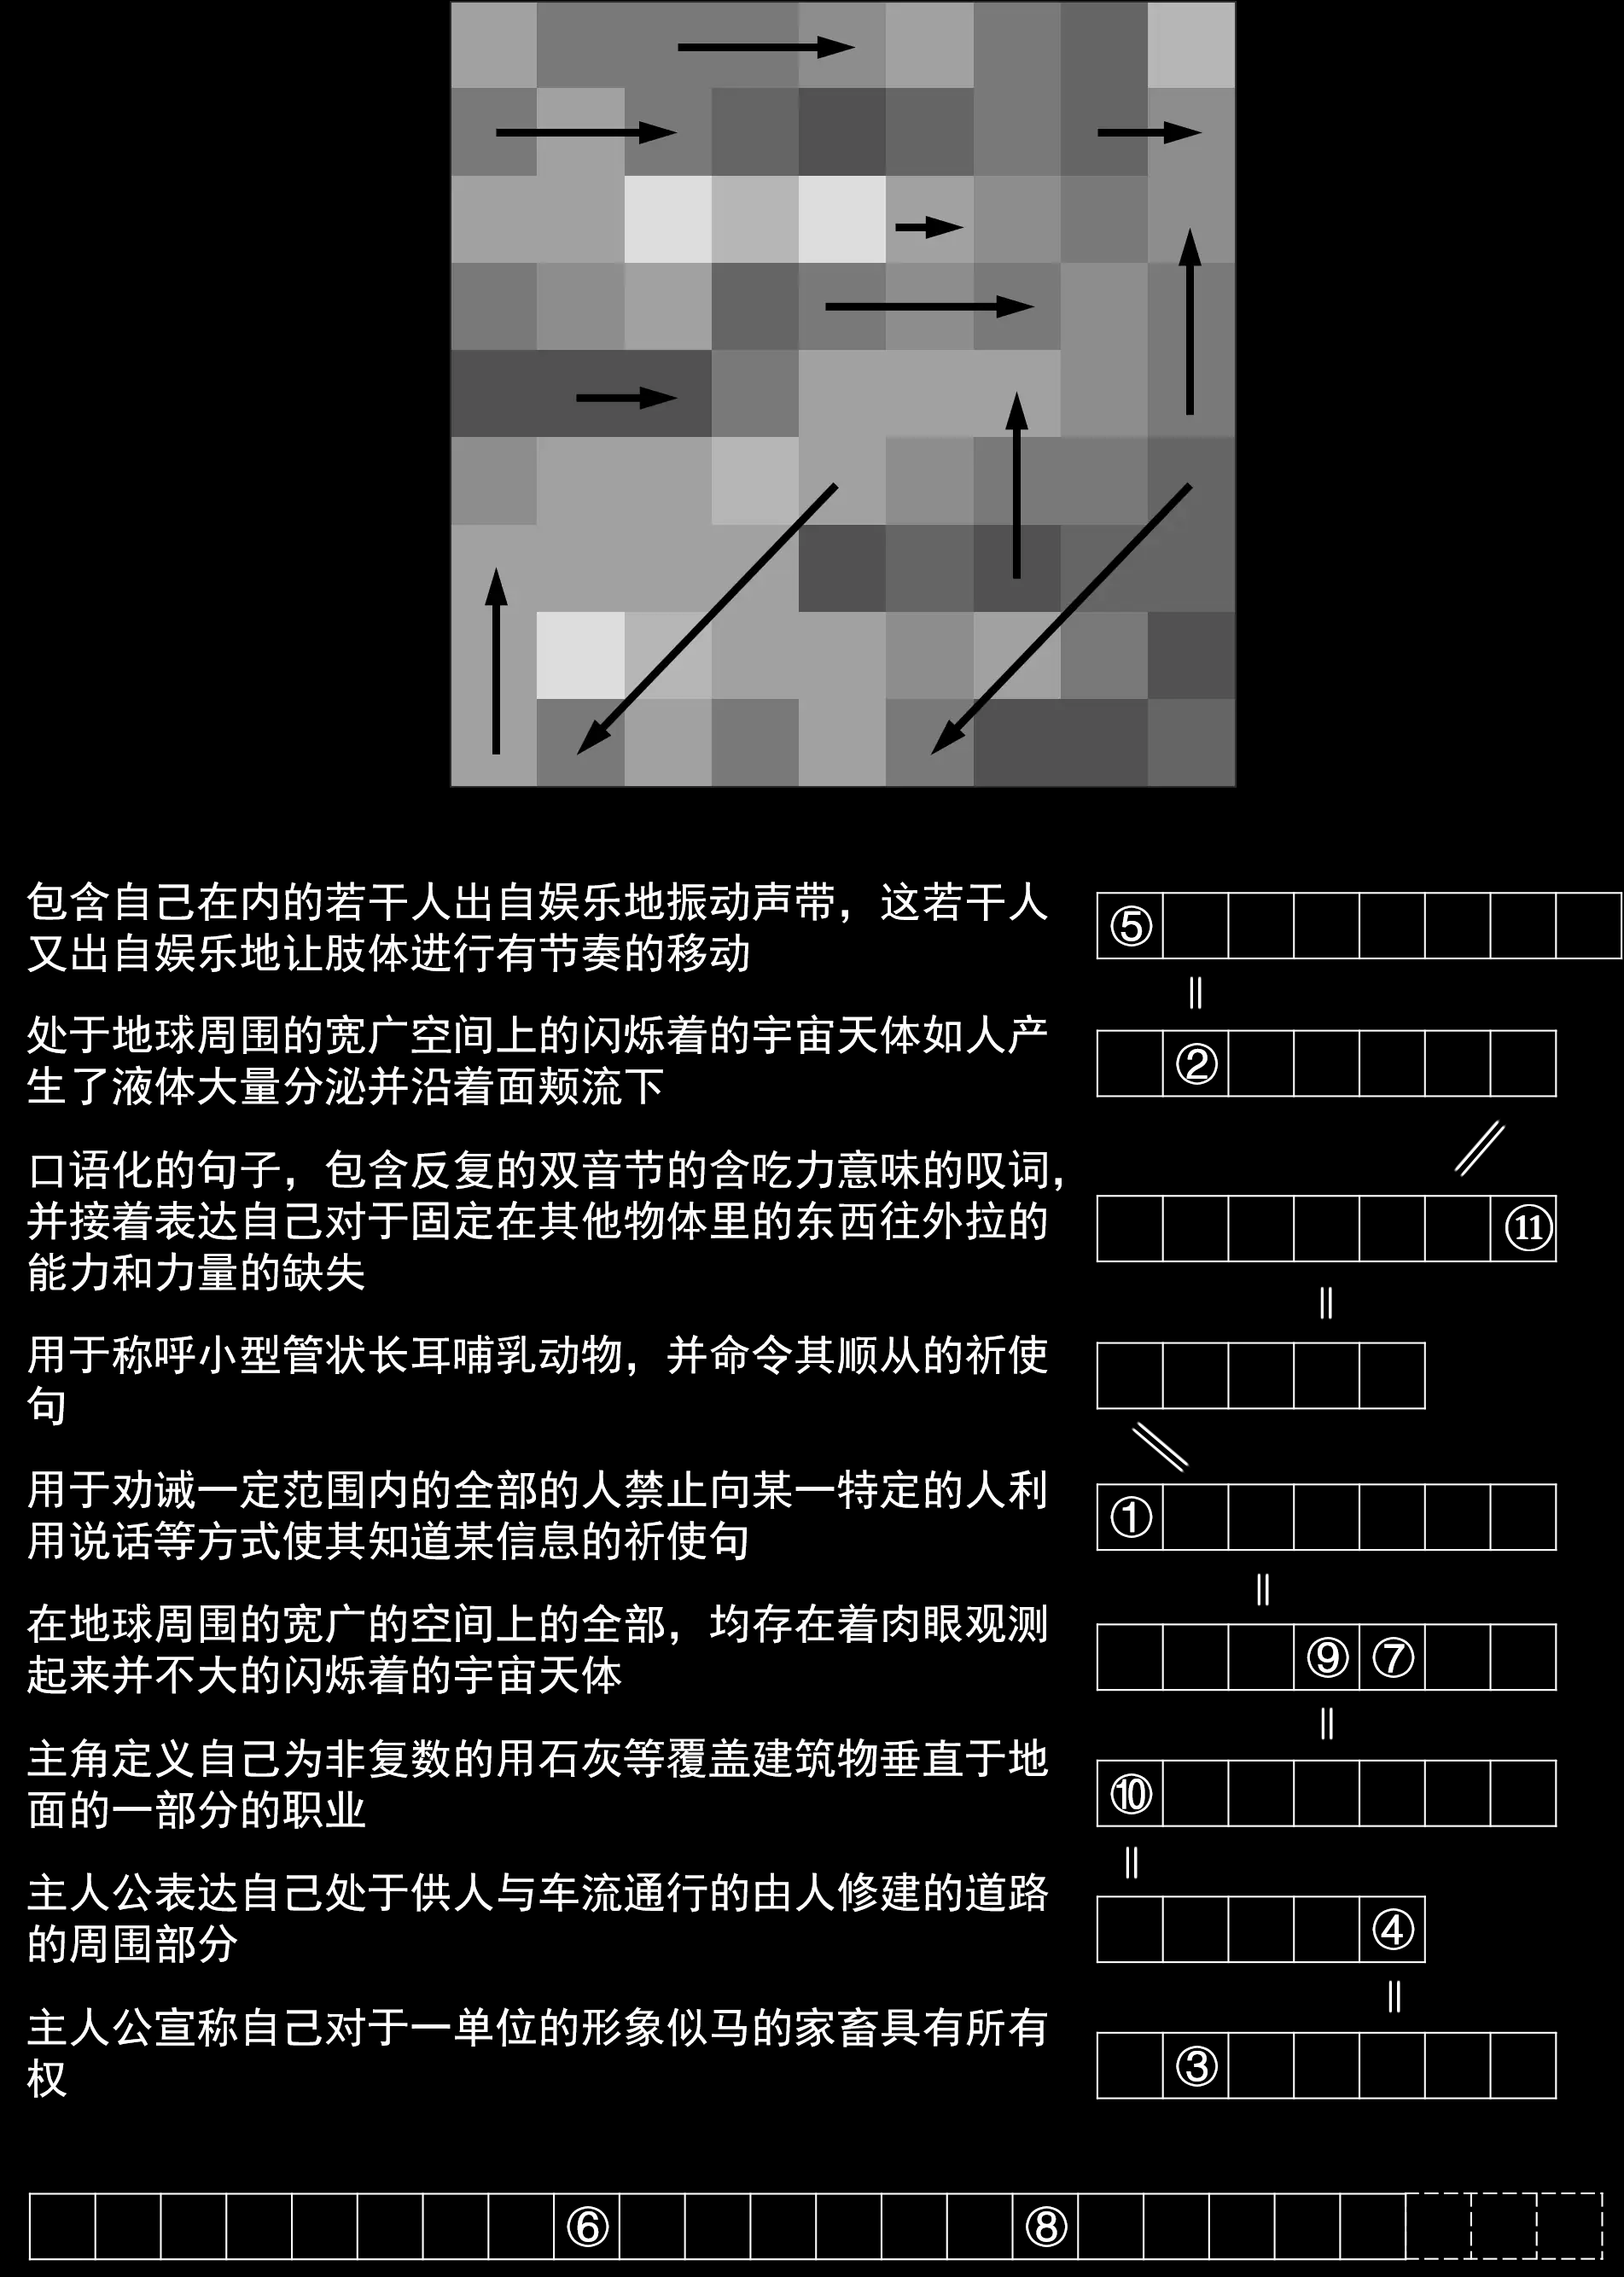 包含自己在内的若干人出自娱乐地振动声带，这若干人
又出自娱乐地让肢体进行有节奏的移动
⑤
处于地球周围的宽广空间上的闪烁着的宇宙天体如人产
生了液体大量分泌并沿着面颊流下
②
口语化的句子，包含反复的双音节的含吃力意味的叹词，
并接着表达自己对于固定在其他物体里的东西往外拉的
能力和力量的缺失
⑪
用于称呼小型管状长耳哺乳动物，并命令其顺从的祈使
句
用于劝诫一定范围内的全部的人禁止向某一特定的人利
用说话等方式使其知道某信息的祈使句
①
在地球周围的宽广的空间上的全部，均存在着肉眼观测
起来并不大的闪烁着的宇宙天体
⑨⑦
主角定义自己为非复数的用石灰等覆盖建筑物垂直于地
面的一部分的职业
⑩
主人公表达自己处于供人与车流通行的由人修建的道路
的周围部分
④
主人公宣称自己对于一单位的形象似马的家畜具有所有
权
③
⑥ ⑧